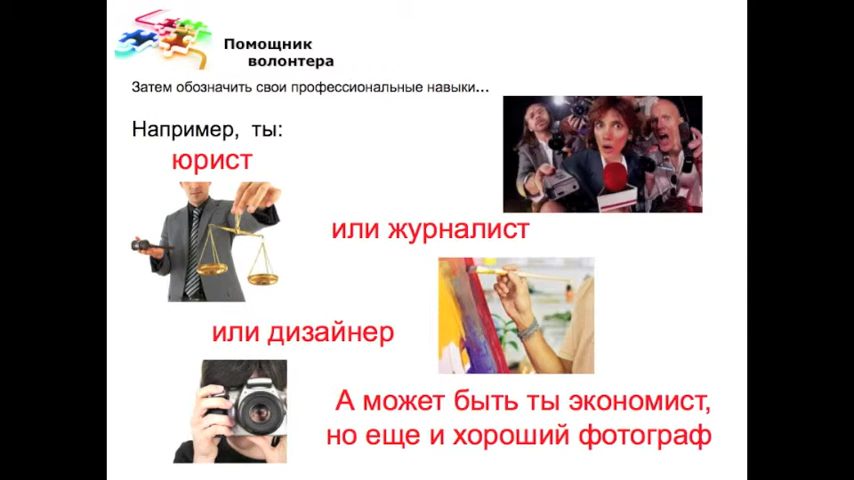 Помощник
волонтера
Затем обозначить свои профессиональные навыки...
Например, ты:
юрист
или журналист
или дизайнер
А может быть ты экономист,
но еще и хороший фотограф